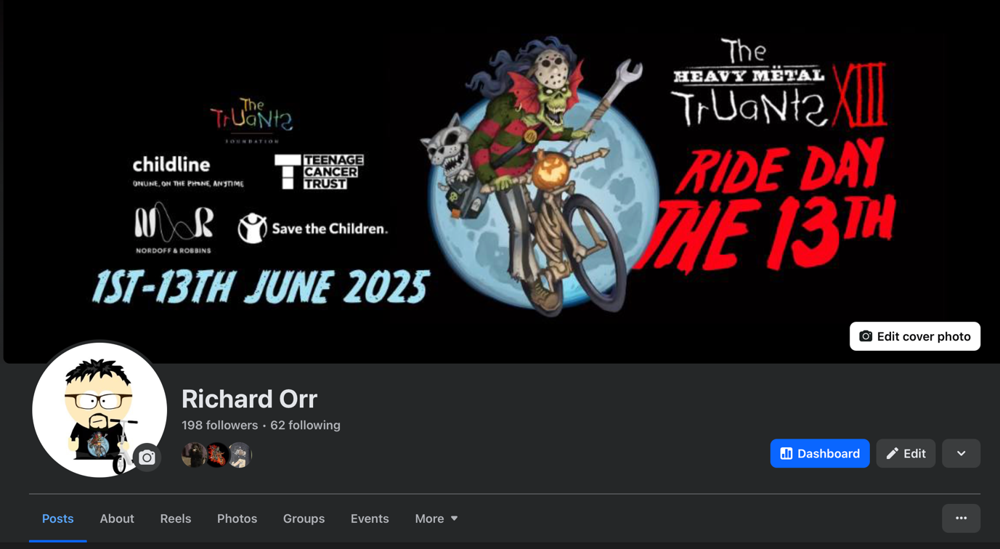 The
TrUaNtS
FOUNDATION
childline
ONLINE, ON THE PHONE, ANYTIME
TEENAGE
CANCER
TRUST
NORDOFF & ROBBINS
Save the Children.
1ST-13TH JUNE 2025
The
HEAVY MËTAL
TrUaNtS XIII
RIDE DAY
THE 13TH
Edit cover photo
Richard Orr
198 followers • 62 following
Dashboard
Edit
Posts
About
Reels
Photos
Groups
Events
More